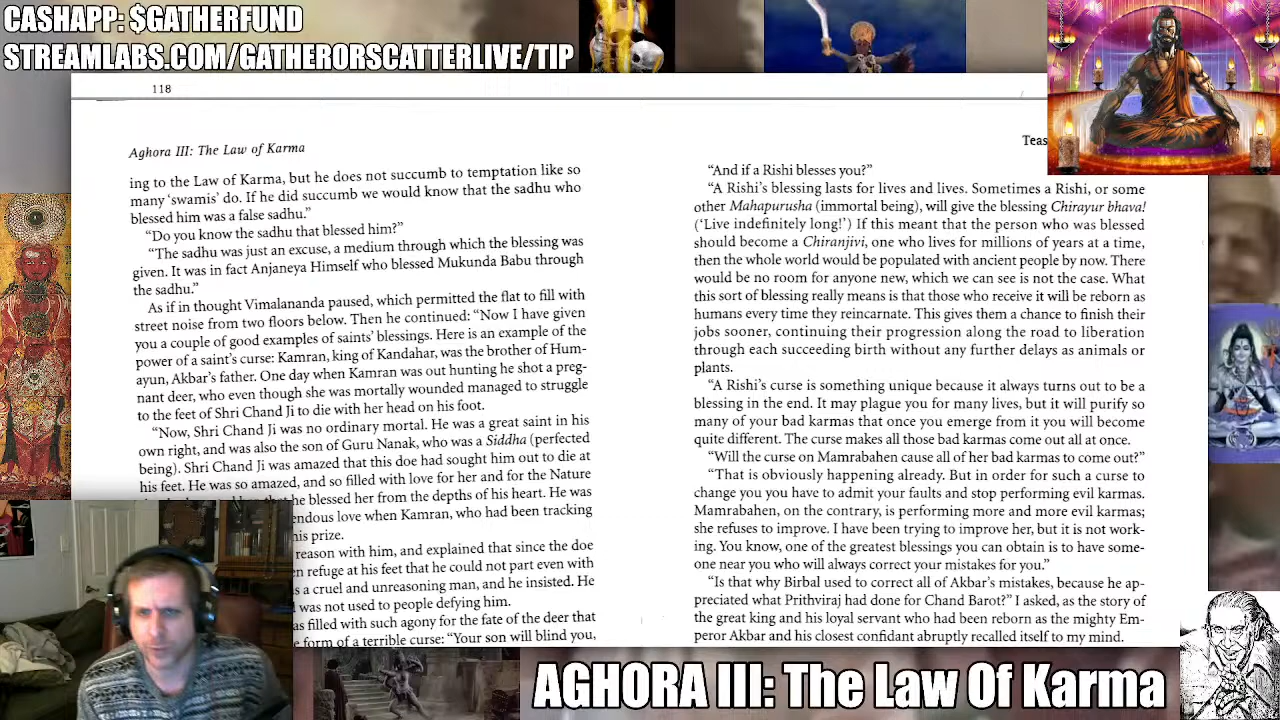 CASHAPP: $GATHERFUND
STREAMLABS.COM/GATHERORSCATTERLIVE/TIP
118
Aghora III: The Law of Karma
ing to the Law of Karma, but he does not succumb to temptation like so
many ‘swamis’ do. If he did succumb we would know that the sadhu who
blessed him was a false sadhu.”
“Do you know the sadhu that blessed him?”
“The sadhu was just an excuse, a medium through which the blessing was
given. It was in fact Anjaneya Himself who blessed Mukunda Babu through
the sadhu.”
As if in thought Vimalananda paused, which permitted the flat to fill with
street noise from two floors below. Then he continued: “Now I have given
you a couple of good examples of saints’ blessings. Here is an example of the
power of a saint’s curse: Kamran, king of Kandahar, was the brother of Hum-
ayun, Akbar’s father. One day when Kamran was out hunting he shot a preg-
nant deer, who even though she was mortally wounded managed to struggle
to the feet of Shri Chand Ji to die with her head on his foot.
“Now, Shri Chand Ji was no ordinary mortal. He was a great saint in his
own right, and was also the son of Guru Nanak, who was a Siddha (perfected
being). Shri Chand Ji was amazed that this doe had sought him out to die at
his feet. He was so amazed, and so filled with love for her and for the Nature
he blessed her from the depths of his heart. He was
love when Kamran, who had been tracking
his prize.
reason with him, and explained that since the doe
refuge at his feet that he could not part even with
a cruel and unreasoning man, and he insisted. He
was not used to people defying him.
filled with such agony for the fate of the deer that
form of a terrible curse: “Your son will blind you,
Teas
“And if a Rishi blesses you?”
“A Rishi’s blessing lasts for lives and lives. Sometimes a Rishi, or some
other Mahapurusha (immortal being), will give the blessing Chirayur bhava!
(‘Live indefinitely long!’) If this meant that the person who was blessed
should become a Chiranjivi, one who lives for millions of years at a time,
then the whole world would be populated with ancient people by now. There
would be no room for anyone new, which we can see is not the case. What
this sort of blessing really means is that those who receive it will be reborn as
humans every time they reincarnate. This gives them a chance to finish their
jobs sooner, continuing their progression along the road to liberation
through each succeeding birth without any further delays as animals or
plants.
“A Rishi’s curse is something unique because it always turns out to be a
blessing in the end. It may plague you for many lives, but it will purify so
many of your bad karmas that once you emerge from it you will become
quite different. The curse makes all those bad karmas come out all at once.
“Will the curse on Mamrabahen cause all of her bad karmas to come out?”
“That is obviously happening already. But in order for such a curse to
change you you have to admit your faults and stop performing evil karmas.
Mamrabahen, on the contrary, is performing more and more evil karmas;
she refuses to improve. I have been trying to improve her, but it is not work-
ing. You know, one of the greatest blessings you can obtain is to have some-
one near you who will always correct your mistakes for you.”
“Is that why Birbal used to correct all of Akbar’s mistakes, because he ap-
preciated what Prithviraj had done for Chand Barot?” I asked, as the story of
the great king and his loyal servant who had been reborn as the mighty Em-
peror Akbar and his closest confidant abruptly recalled itself to my mind.
AGHORA III: The Law Of Karma